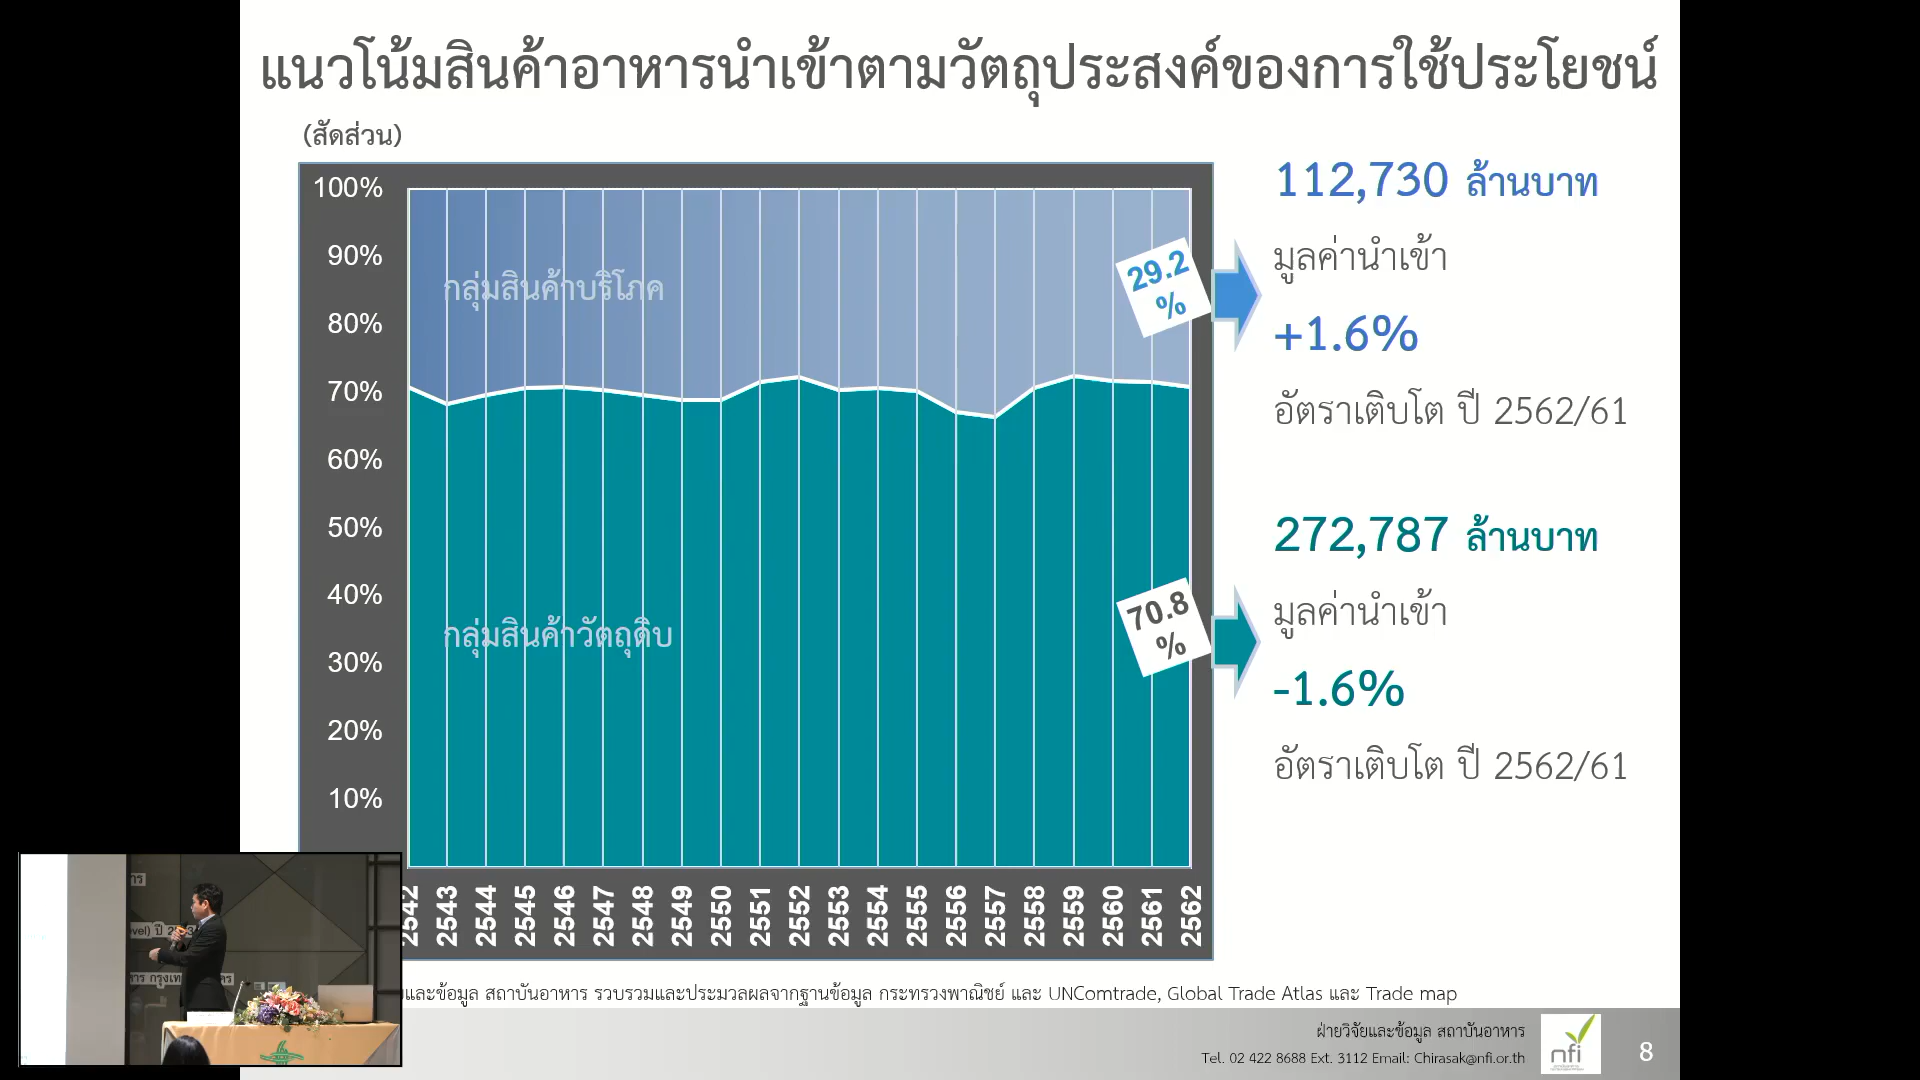 แนวโน้มสินค้าอาหารนำเข้าตามวัตถุประสงค์ของการใช้ประโยชน์
(สัดส่วน)
100%
90%
80%
70%
60%
50%
40%
30%
20%
10%
กลุ่มสินค้าบริโภค
กลุ่มสินค้าวัตถุดิบ
29.2
%
70.8
%
2542 2543 2544 2545 2546 2547 2548 2549 2550 2551 2552 2553 2554 2555 2556 2557 2558 2559 2560 2561 2562
112,730 ล้านบาท
มูลค่านำเข้า
+1.6%
อัตราเติบโต ปี 2562/61
272,787 ล้านบาท
มูลค่านำเข้า
-1.6%
อัตราเติบโต ปี 2562/61
และข้อมูล สถาบันอาหาร รวบรวมและประมวลผลจากฐานข้อมูล กระทรวงพาณิชย์ และ UNComtrade, Global Trade Atlas และ Trade map
ฝ่ายวิจัยและข้อมูล สถาบันอาหาร
Tel. 02 422 8688 Ext. 3112 Email: Chirasak@nfi.or.th
nfi
8